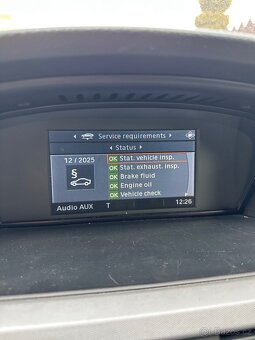 Service requirements
Status
12 / 2025
§
OK Stat. vehicle insp.
OK Stat. exhaust. insp.
OK Brake fluid
OK Engine oil
OK Vehicle check
Audio AUX T 12:26